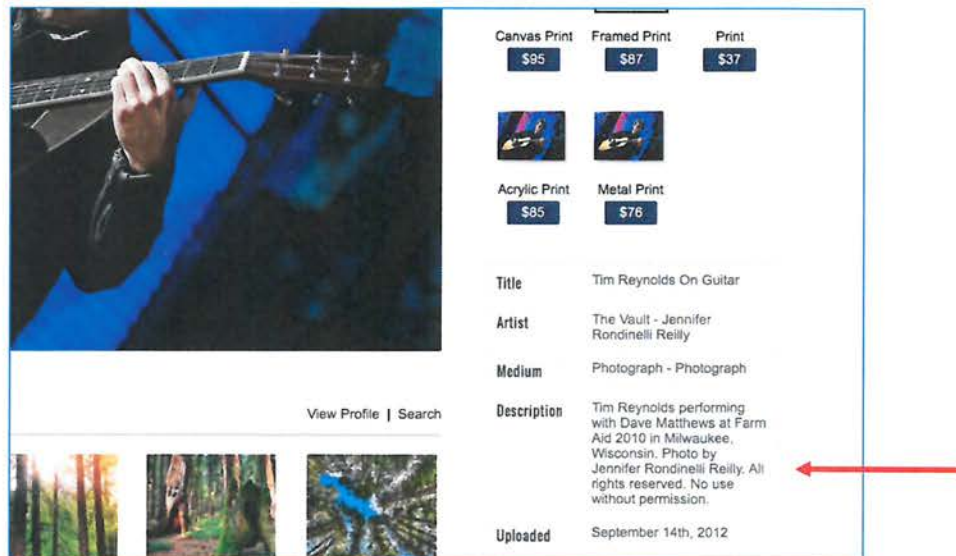 Canvas Print Framed Print Print
$95 $87 $37
Acrylic Print Metal Print
$85 $76
Title Tim Reynolds On Guitar
Artist The Vault - Jennifer
Rondinelli Reilly
Medium Photograph - Photograph
View Profile | Search
Description Tim Reynolds performing
with Dave Matthews at Farm
Aid 2010 in Milwaukee,
Wisconsin. Photo by
Jennifer Rondinelli Reilly. All
rights reserved. No use
without permission.
Uploaded September 14th, 2012